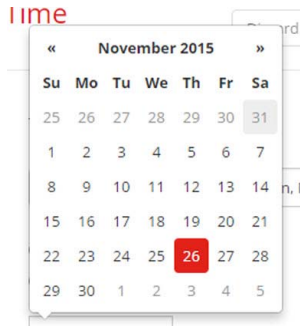 Time
« November 2015 »
Su Mo Tu We Th Fr Sa
25 26 27 28 29 30 31
1 2 3 4 5 6 7
8 9 10 11 12 13 14
15 16 17 18 19 20 21
22 23 24 25 26 27 28
29 30 1 2 3 4 5